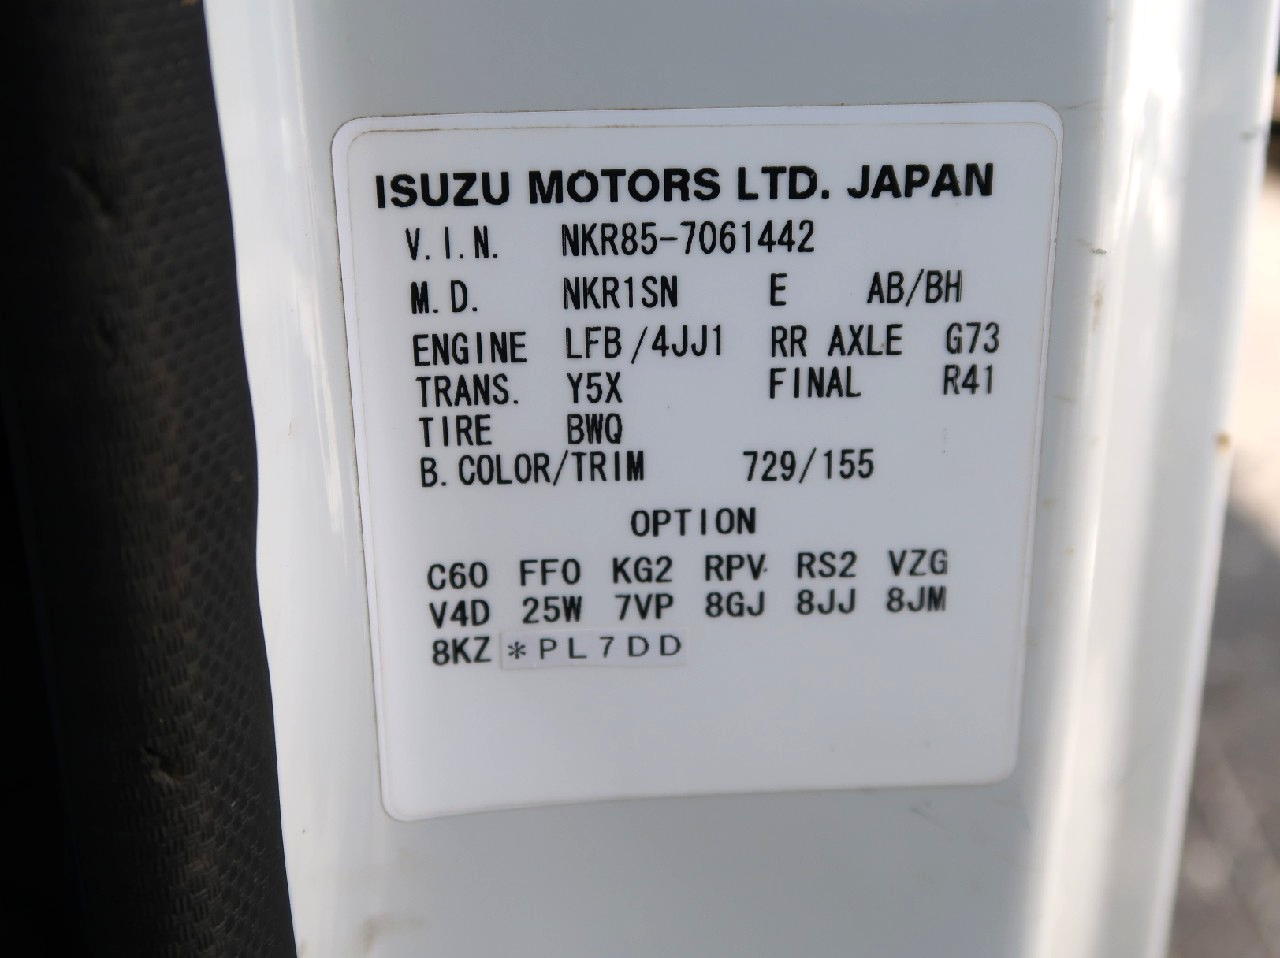 ISUZU MOTORS LTD. JAPAN
V.I.N. NKR85-7061442
M.D. NKR1SN E AB/BH
ENGINE LFB/4JJ1 RR AXLE G73
TRANS. Y5X FINAL R41
TIRE BWQ
B.COLOR/TRIM 729/155
OPTION
C60 FF0 KG2 RPV RS2 VZG
V4D 25W 7VP 8GJ 8JJ 8JM
8KZ *PL7DD